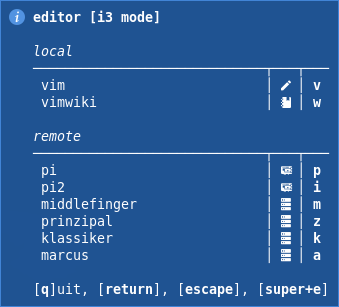 editor [i3 mode]
local
vim v
vimwiki w
remote
pi p
pi2 i
middlefinger m
prinzipal z
klassiker k
marcus a
[q]uit, [return], [escape], [super+e]